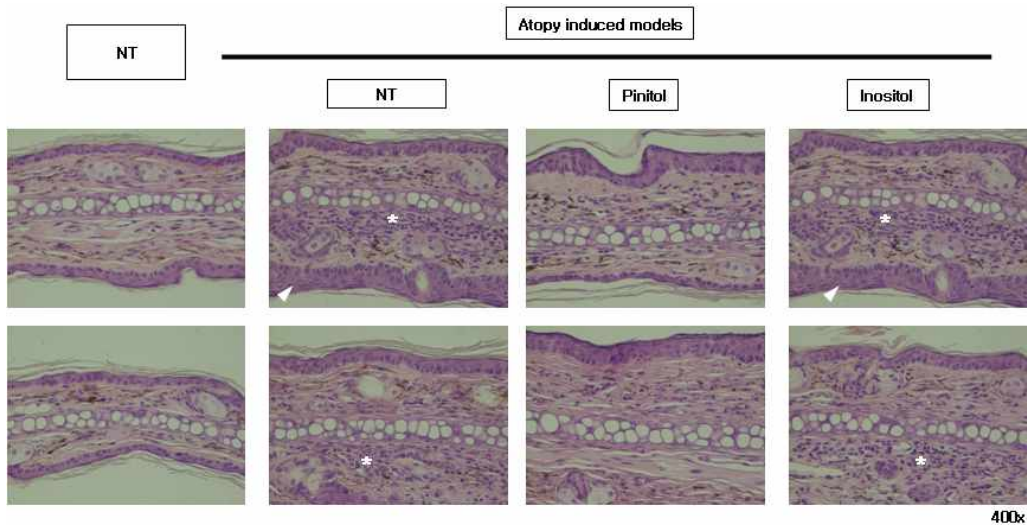 Atopy induced models
NT
NT
Pinitol
Inositol
*
*
*
*
400x